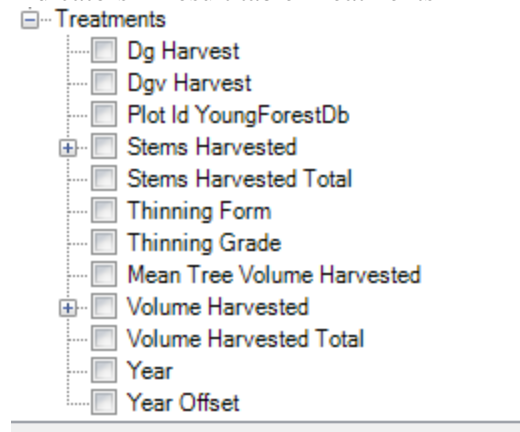 Treatments
Dg Harvest
Dgv Harvest
Plot Id YoungForestDb
Stems Harvested
Stems Harvested Total
Thinning Form
Thinning Grade
Mean Tree Volume Harvested
Volume Harvested
Volume Harvested Total
Year
Year Offset